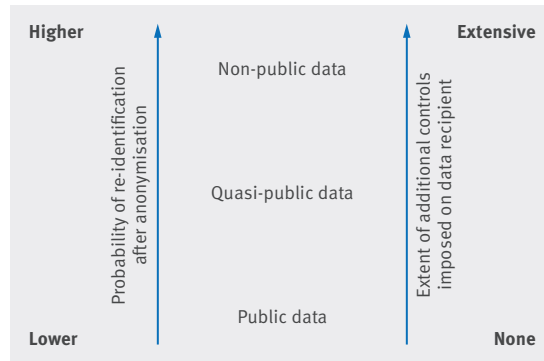 Higher
Extensive
Non-public data
Probability of re-identification
after anonymisation
Quasi-public data
Extent of additional controls
imposed on data recipient
Public data
Lower
None